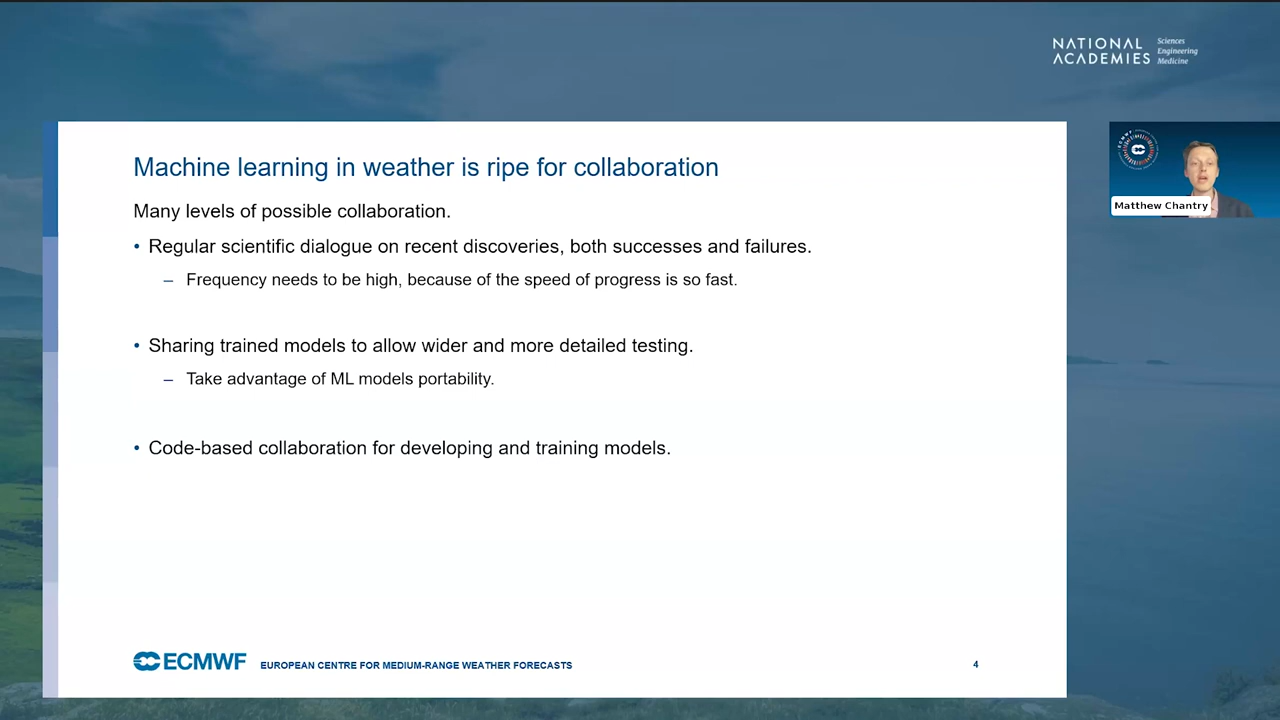 NATIONAL ACADEMIES
Sciences
Engineering
Medicine
Machine learning in weather is ripe for collaboration
Many levels of possible collaboration.
• Regular scientific dialogue on recent discoveries, both successes and failures.
– Frequency needs to be high, because of the speed of progress is so fast.
• Sharing trained models to allow wider and more detailed testing.
– Take advantage of ML models portability.
• Code-based collaboration for developing and training models.
ECMWF
Matthew Chantry
ECMWF EUROPEAN CENTRE FOR MEDIUM-RANGE WEATHER FORECASTS
4